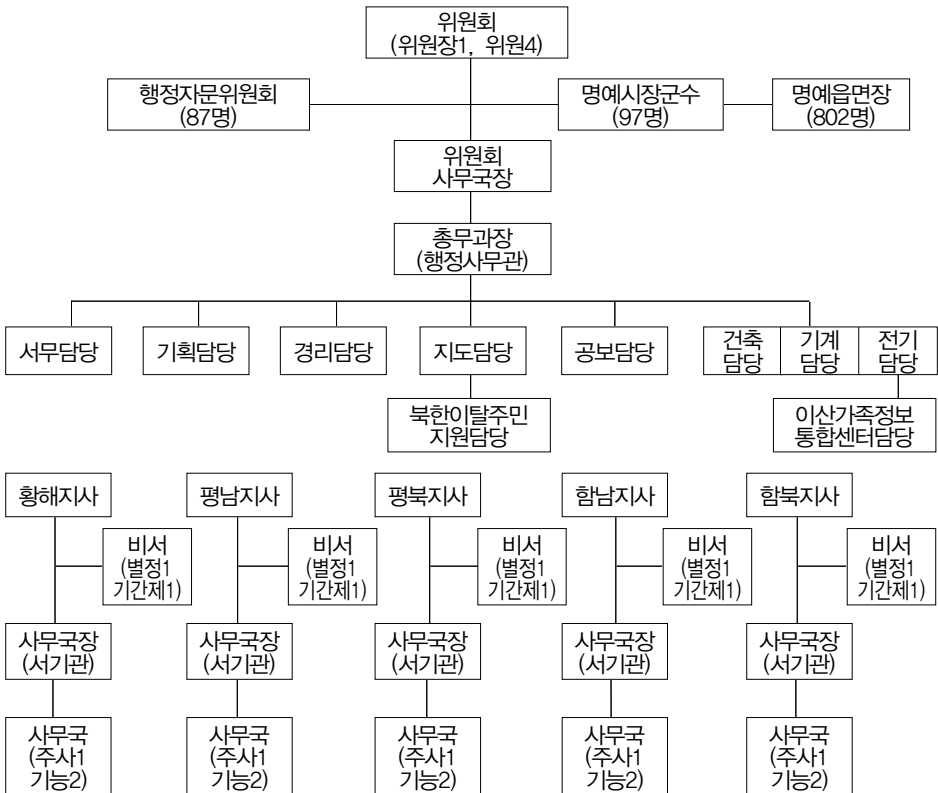 위원회
(위원장1, 위원4)
행정자문위원회
(87명)
명예시장군수
(97명)
명예읍면장
(802명)
위원회
사무국장
총무과장
(행정사무관)
서무담당
기획담당
경리담당
지도담당
공보담당
건축
담당
기계
담당
전기
담당
북한이탈주민
지원담당
이산가족정보
통합센터담당
황해지사
평남지사
평북지사
함남지사
함북지사
비서
(별정1
기간제1)
비서
(별정1
기간제1)
비서
(별정1
기간제1)
비서
(별정1
기간제1)
비서
(별정1
기간제1)
사무국장
(서기관)
사무국장
(서기관)
사무국장
(서기관)
사무국장
(서기관)
사무국장
(서기관)
사무국
(주사1
기능2)
사무국
(주사1
기능2)
사무국
(주사1
기능2)
사무국
(주사1
기능2)
사무국
(주사1
기능2)